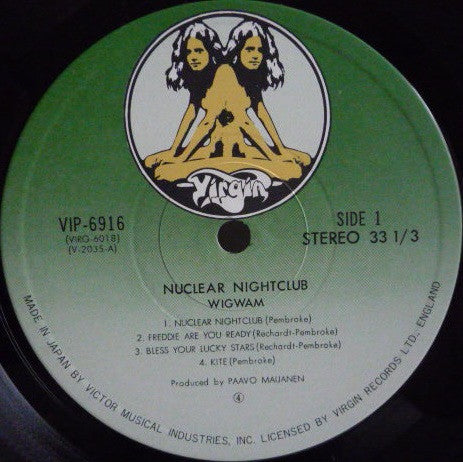 Virgin
VIP-6916
(VIRG-6018)
(V-2035-A)
SIDE 1
STEREO 33 1/3
NUCLEAR NIGHTCLUB
WIGWAM
1. NUCLEAR NIGHTCLUB (Pembroke)
2. FREDDIE ARE YOU READY (Rechardt-Pembroke)
3. BLESS YOUR LUCKY STARS (Rechardt-Pembroke)
4. KITE (Pembroke)
Produced by PAAVO MAIJANEN
④
MADE IN JAPAN BY VICTOR MUSICAL INDUSTRIES, INC. LICENSED BY VIRGIN RECORDS LTD., ENGLAND